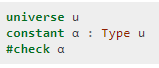 universe u
constant α : Type u
#check α